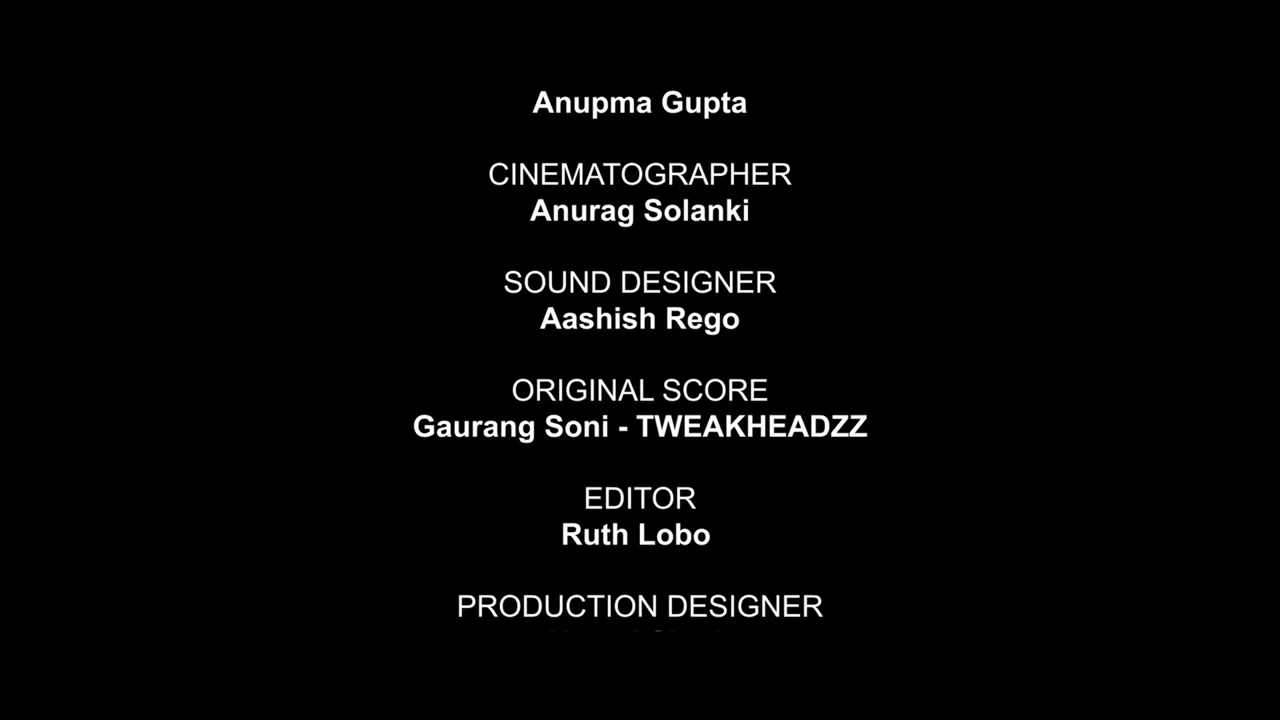 Anupma Gupta
CINEMATOGRAPHER
Anurag Solanki
SOUND DESIGNER
Aashish Rego
ORIGINAL SCORE
Gaurang Soni - TWEAKHEADZZ
EDITOR
Ruth Lobo
PRODUCTION DESIGNER